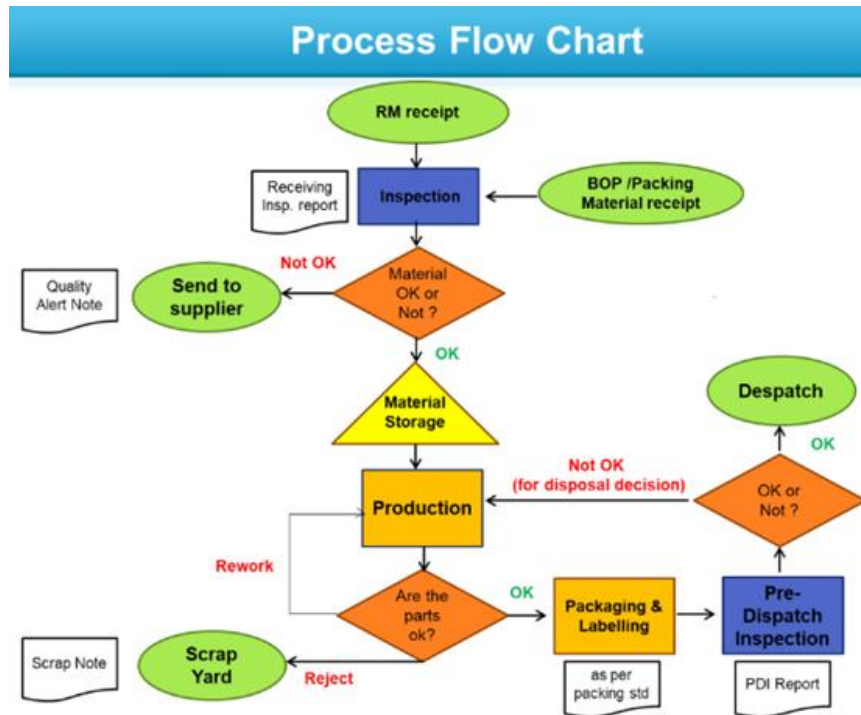 Process Flow Chart
RM receipt
Receiving
Insp. report
Inspection
BOP /Packing
Material receipt
Quality
Alert Note
Send to
supplier
Not OK
Material
OK or
Not ?
OK
Material
Storage
Despatch
OK
Not OK
(for disposal decision)
OK or
Not ?
Production
Rework
Are the
parts
ok?
OK
Packaging &
Labelling
Pre-
Dispatch
Inspection
Scrap Note
Scrap
Yard
Reject
as per
packing std
PDI Report